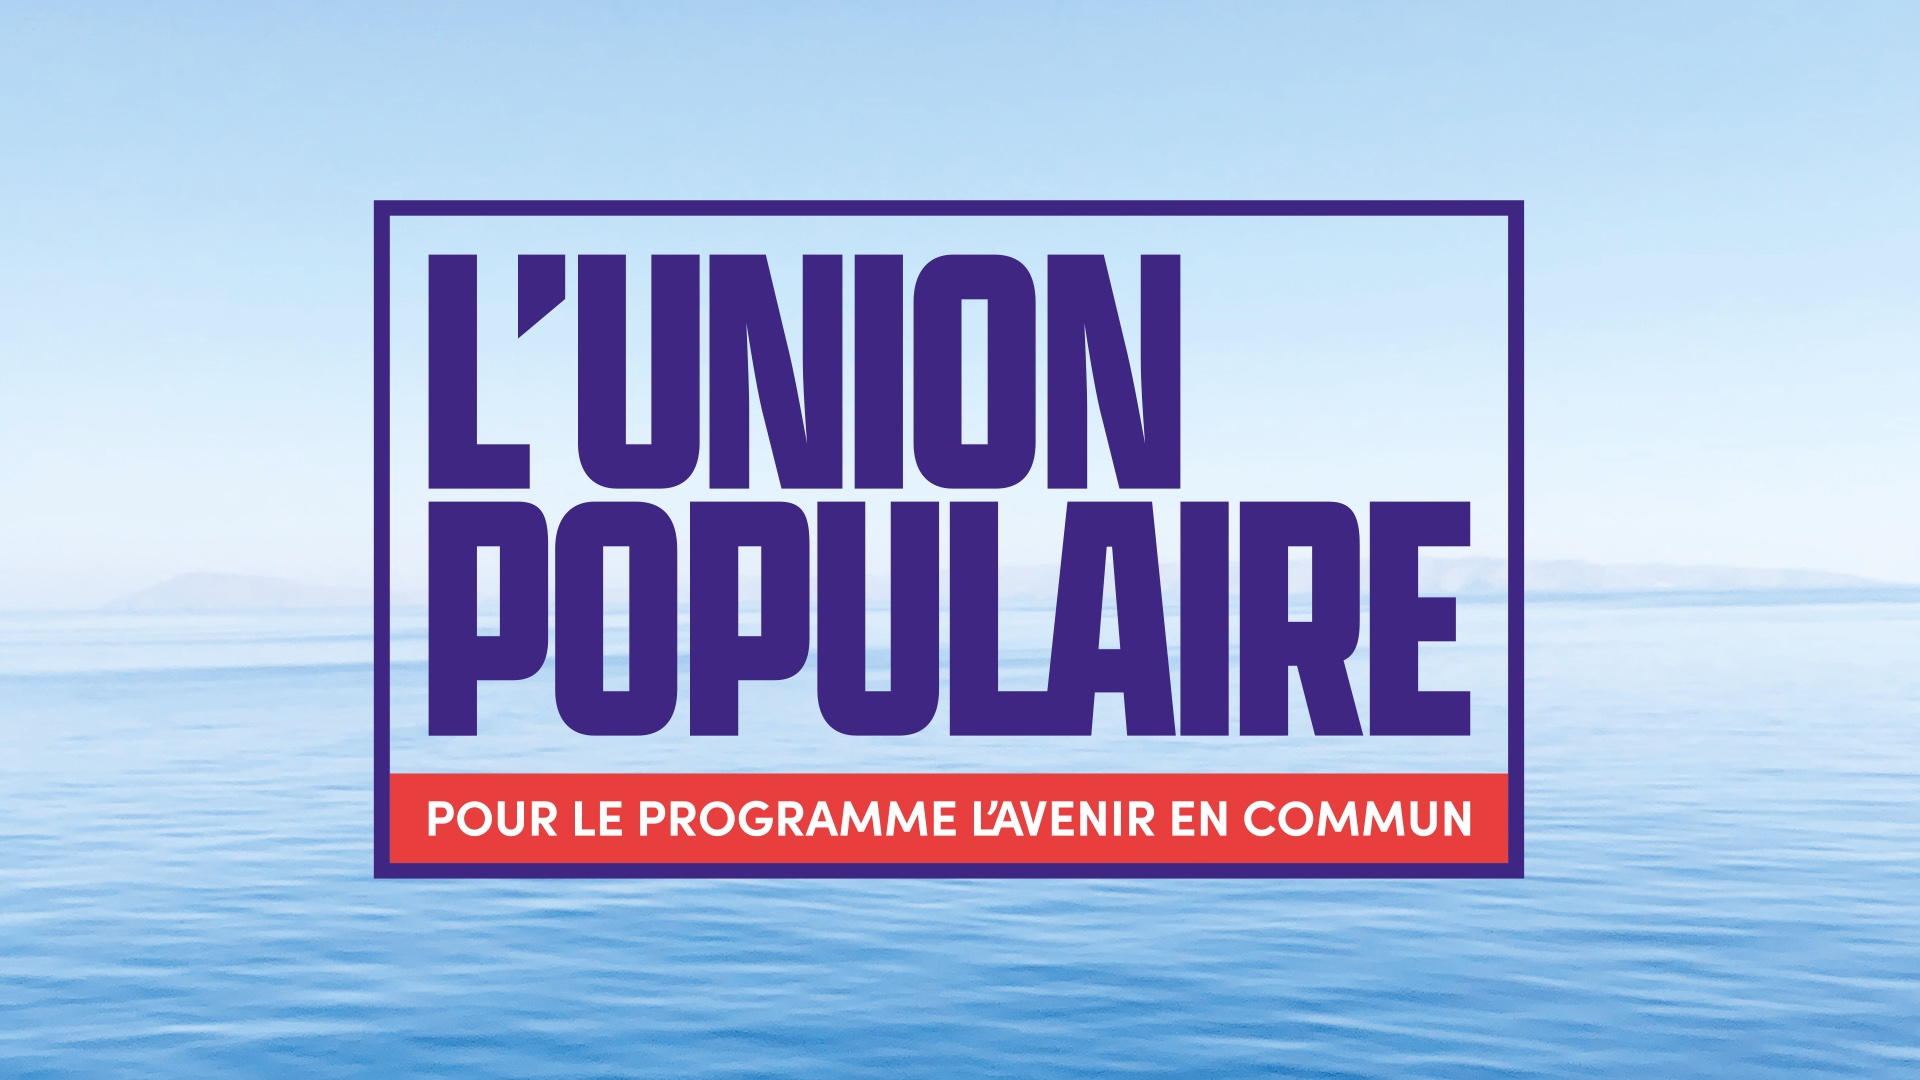 L'UNION
POPULAIRE
POUR LE PROGRAMME L'AVENIR EN COMMUN